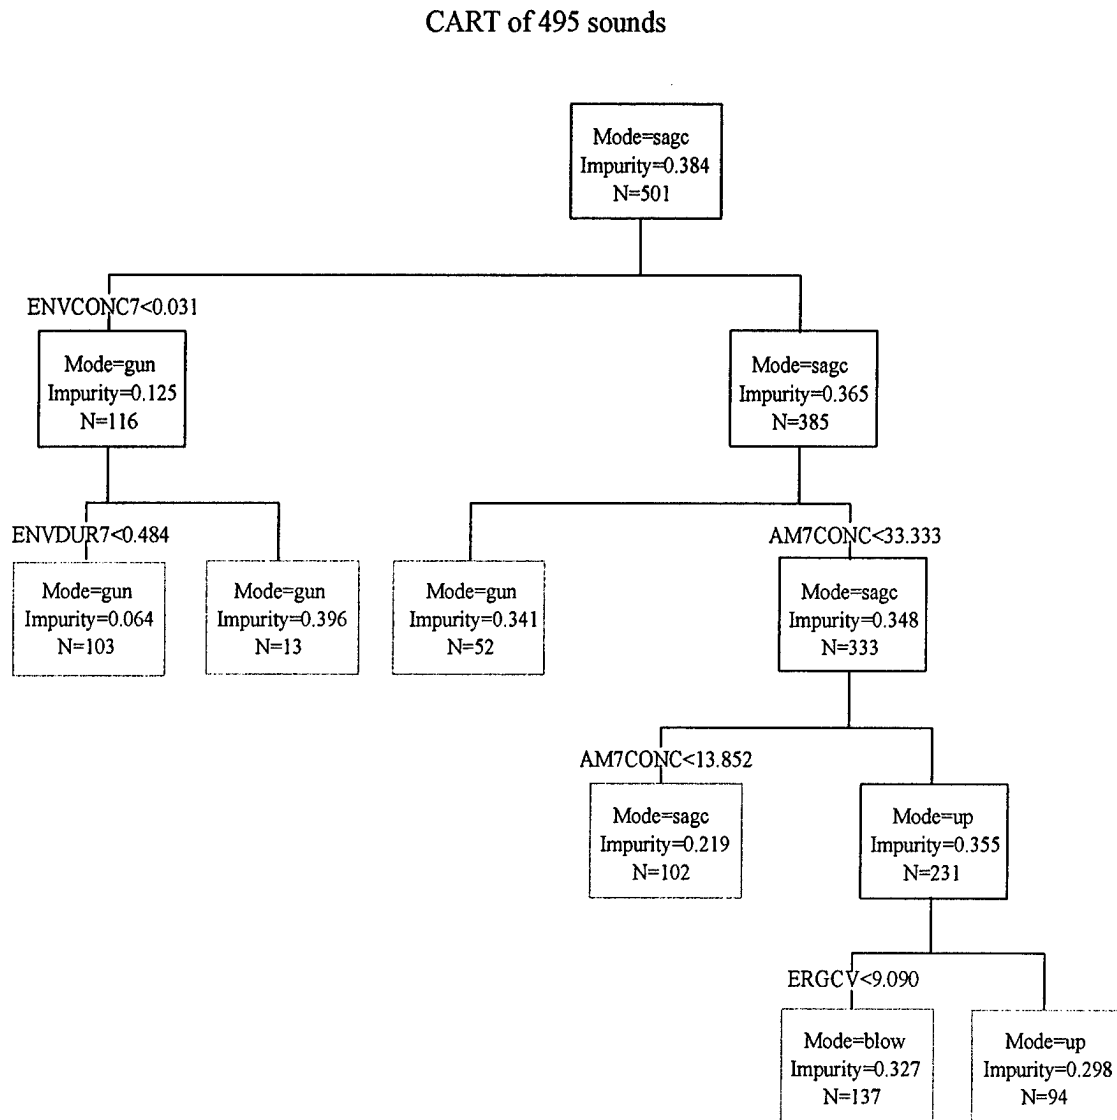 CART of 495 sounds
Mode=sagc
Impurity=0.384
N=501
ENVCONC7<0.031
Mode=gun
Impurity=0.125
N=116
Mode=sagc
Impurity=0.365
N=385
ENVDUR7<0.484
AM7CONC<33.333
Mode=gun
Impurity=0.064
N=103
Mode=gun
Impurity=0.396
N=13
Mode=gun
Impurity=0.341
N=52
Mode=sagc
Impurity=0.348
N=333
AM7CONC<13.852
Mode=sagc
Impurity=0.219
N=102
Mode=up
Impurity=0.355
N=231
ERGCV<9.090
Mode=blow
Impurity=0.327
N=137
Mode=up
Impurity=0.298
N=94